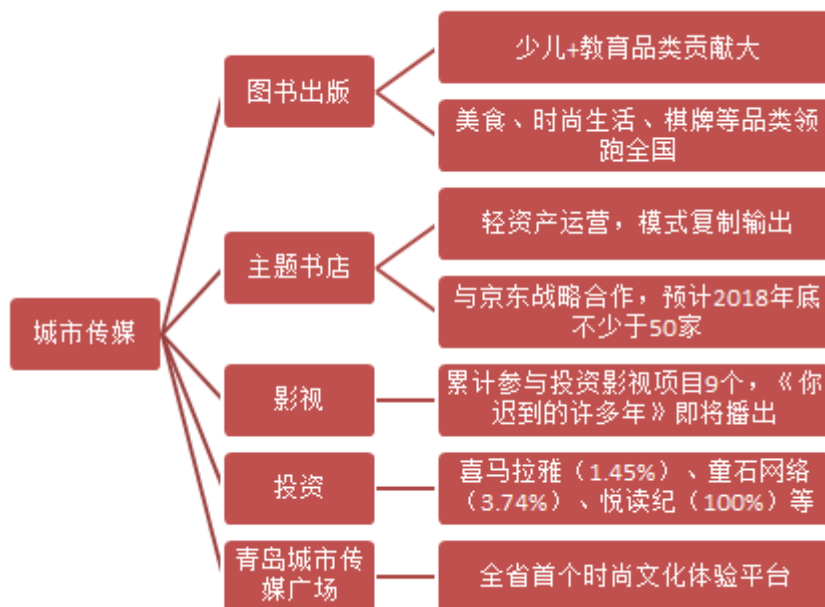 少儿+教育品类贡献大
图书出版
美食、时尚生活、棋牌等品类领
跑全国
轻资产运营，模式复制输出
主题书店
与京东战略合作，预计2018年底
不少于50家
城市传媒
影视
累计参与投资影视项目9个，《你
迟到的许多年》即将播出
投资
喜马拉雅（1.45%）、童石网络
（3.74%）、悦读纪（100%）等
青岛城市传
媒广场
全省首个时尚文化体验平台